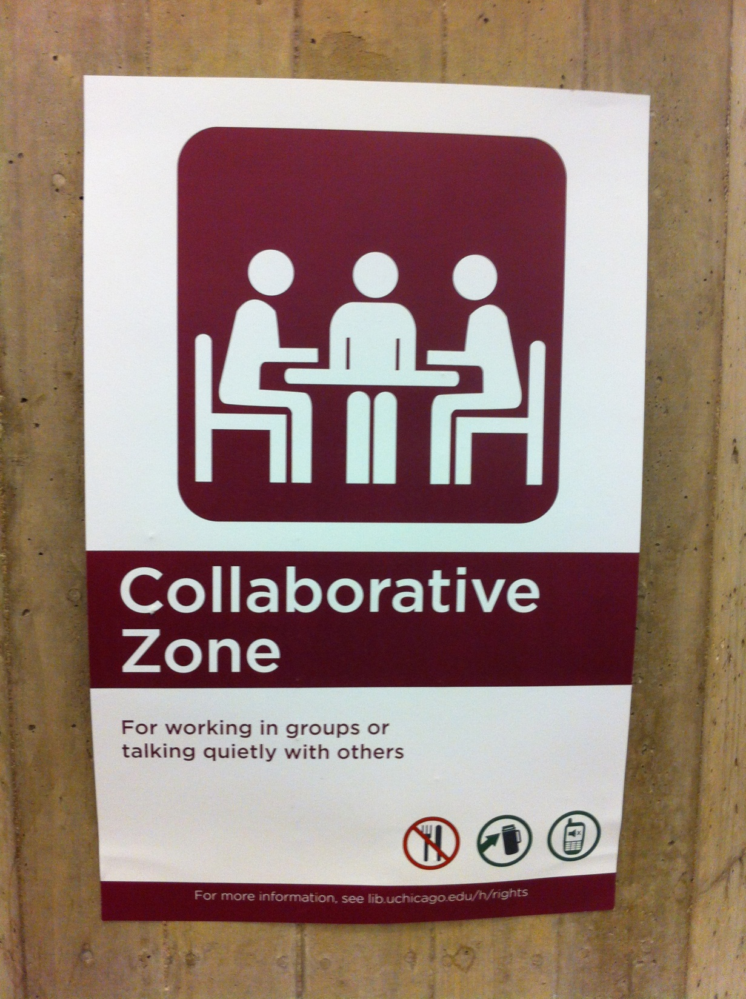 Collaborative
Zone
For working in groups or
talking quietly with others
For more information, see lib.uchicago.edu/h/rights